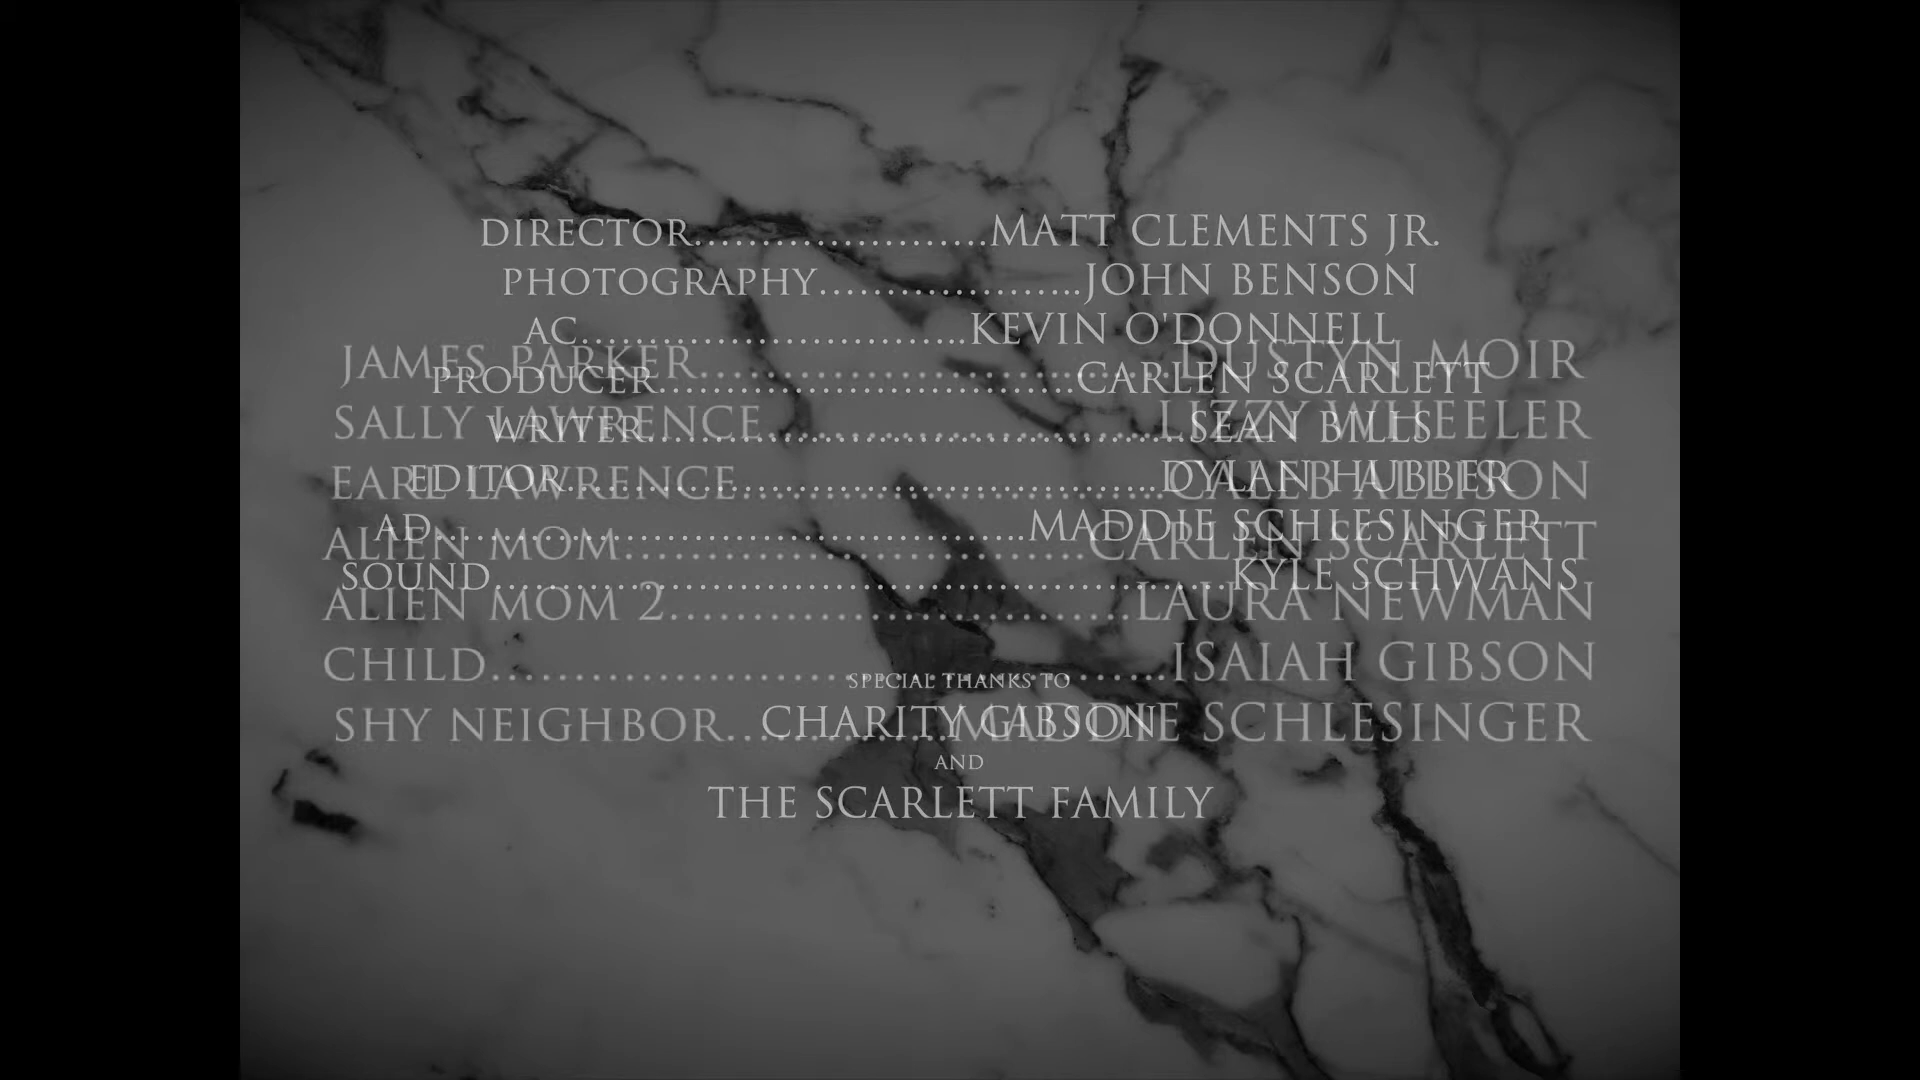 DIRECTOR......................MATT CLEMENTS JR.
PHOTOGRAPHY....................JOHN BENSON
AC.............................KEVIN O'DONNELL
JAMES PARKER....................................DUSTYN MOIR
PRODUCER...............................CARLEN SCARLETT
SALLY LAWRENCE..............................LIZZY WHEELER
WRITER.........................................SEAN BILLS
EARL LAWRENCE................................CALEB ALLISON
EDITOR............................................DYLAN HUBBER
AD............................................MADDIE SCHLESINGER
ALIEN MOM..................................CARLEN SCARLETT
SOUND.......................................................KYLE SCHWANS
ALIEN MOM 2..................................LAURA NEWMAN
CHILD..................................................ISAIAH GIBSON
SPECIAL THANKS TO
SHY NEIGHBOR................MADDIE SCHLESINGER
CHARITY GIBSON
AND
THE SCARLETT FAMILY